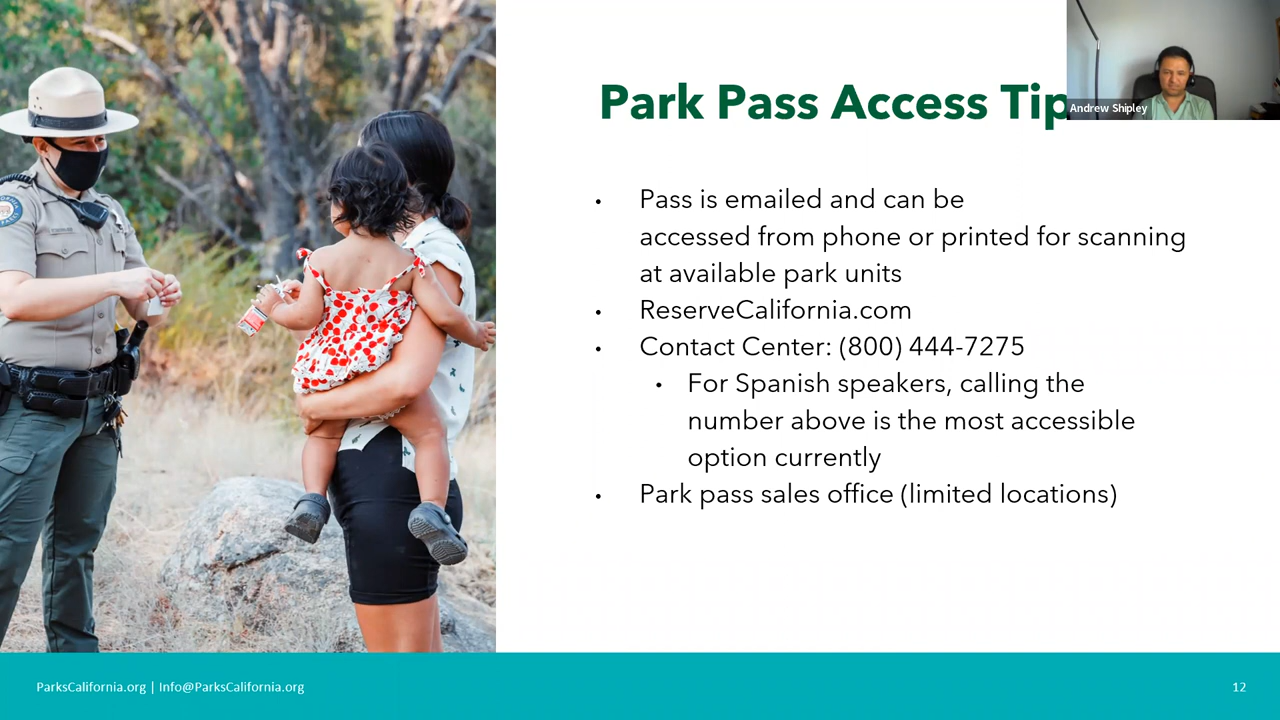 Park Pass Access Tip
Andrew Shipley
• Pass is emailed and can be
accessed from phone or printed for scanning
at available park units
• ReserveCalifornia.com
• Contact Center: (800) 444-7275
• For Spanish speakers, calling the
number above is the most accessible
option currently
• Park pass sales office (limited locations)
ParksCalifornia.org | Info@ParksCalifornia.org
12